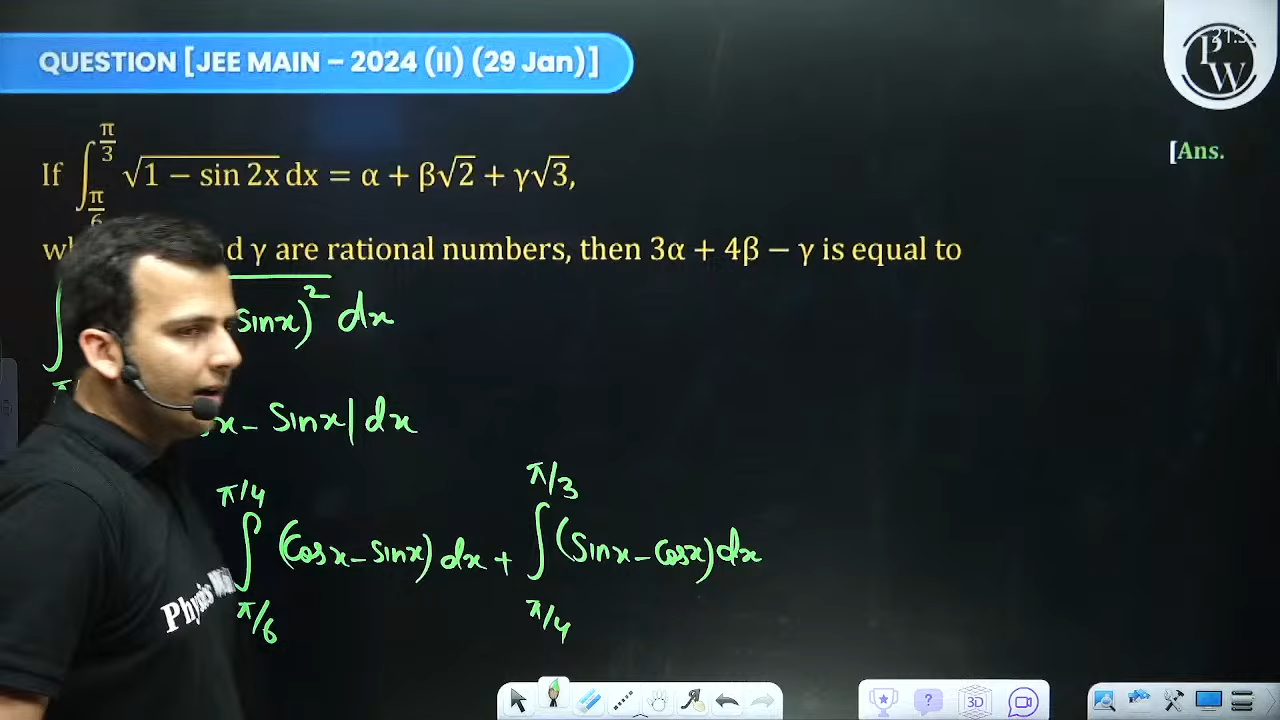 QUESTION [JEE MAIN – 2024 (II) (29 Jan)]
P W
[Ans.
If ∫ π/6 π/3 √(1 − sin 2x) dx = α + β√2 + γ√3,
γ are rational numbers, then 3α + 4β − γ is equal to
sinx)² dx
x - sinx| dx
∫ π/6 π/4 (cosx - sinx) dx + ∫ π/4 π/3 (sinx - cosx) dx
Physics
3D